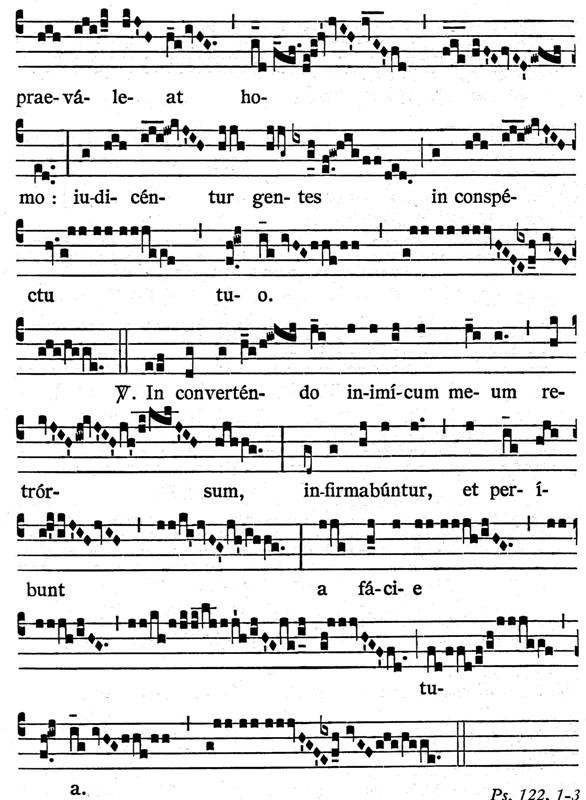 prae-vá- le- at ho-
mo : iu-di- cén- tur gen- tes in conspé-
ctu tu- o.
℣. In convertén- do in-imí-cum me- um re-
trór- sum, in-firmabúntur, et per- í-
bunt a fá-ci- e
tu-
a.
Ps. 122, 1-3